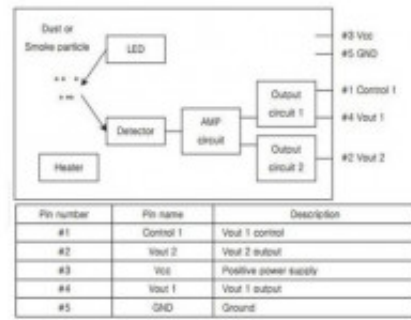 Dust or
Smoke particle
LED
#3 Vcc
#5 GND
Output
circuit 1
#1 Control 1
AMP
circuit
Detector
#4 Vout 1
Output
circuit 2
#2 Vout 2
Heater
Pin number Pin name Description
#1 Control 1 Vout 1 control
#2 Vout 2 Vout 2 output
#3 Vcc Positive power supply
#4 Vout 1 Vout 1 output
#5 GND Ground